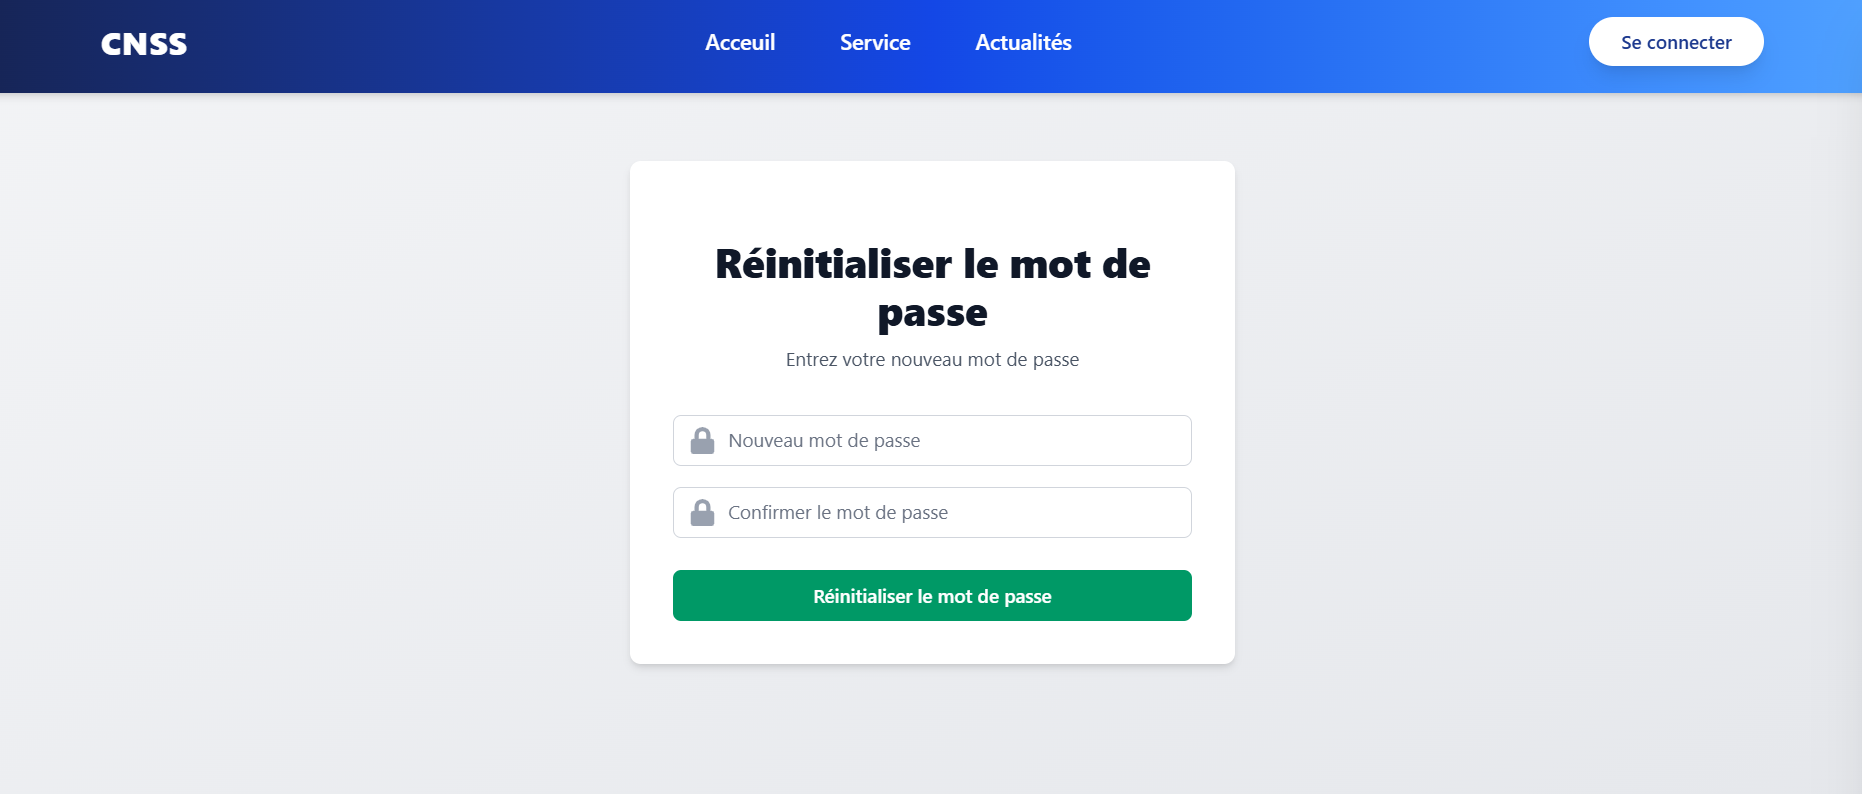 CNSS
Acceuil
Service
Actualités
Se connecter
Réinitialiser le mot de
passe
Entrez votre nouveau mot de passe
Nouveau mot de passe
Confirmer le mot de passe
Réinitialiser le mot de passe